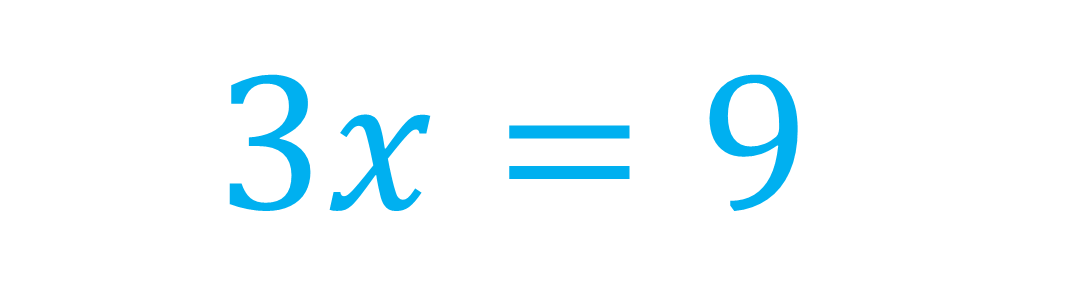 3x = 9